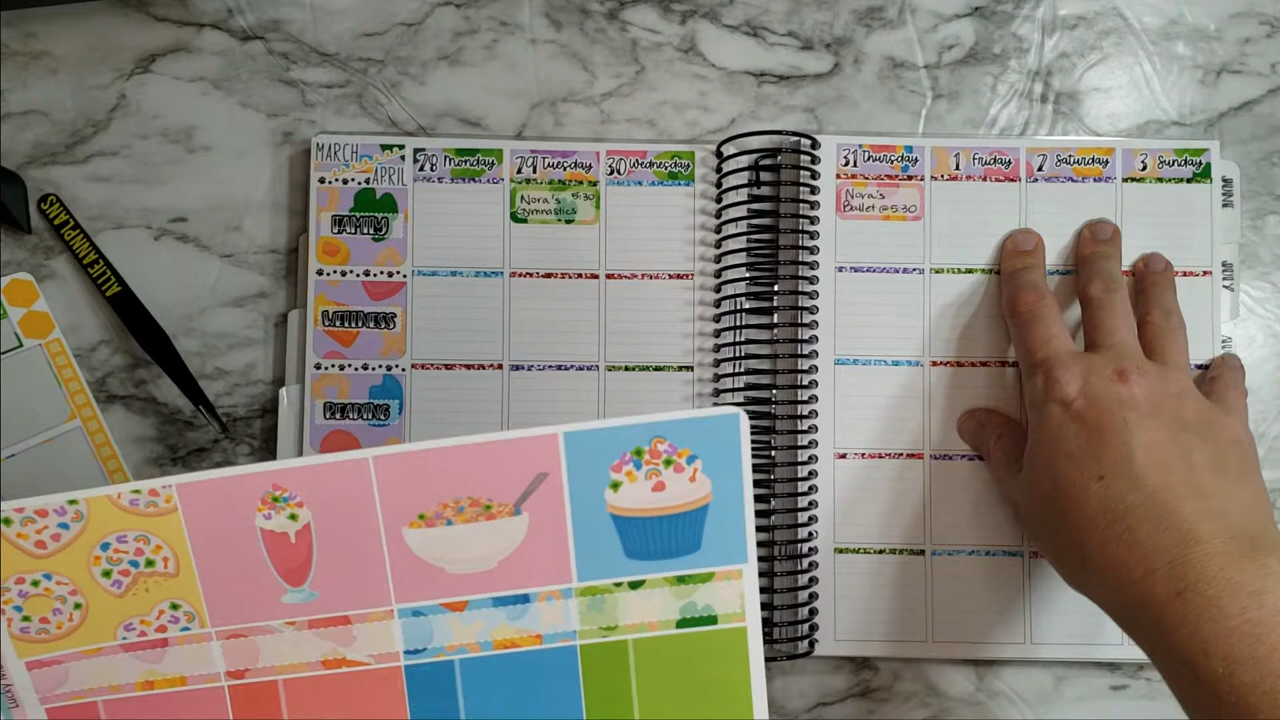 MARCH
APRIL
28 Monday
29 Tuesday
30 Wednesday
31 Thursday
1 Friday
2 Saturday
3 Sunday
FAMILY
Nora's 5:30
Gymnastics
Nora's
Ballet @ 5:30
WELLNESS
READING
ALLIEANNPLANS
JUNE
JULY